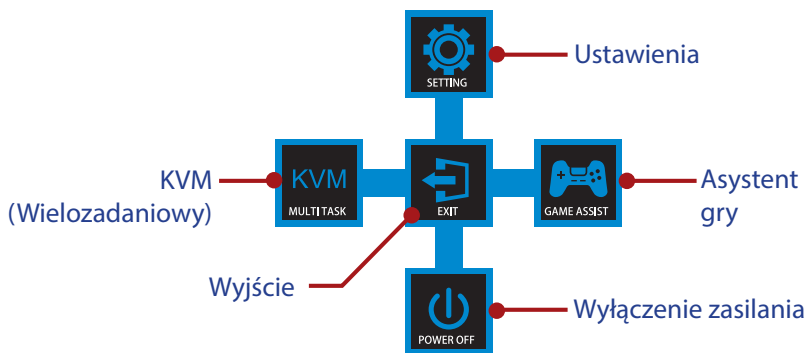 Ustawienia
SETTING
KVM
(Wielozadaniowy)
KVM
MULTI TASK
EXIT
GAME ASSIST
Asystent
gry
Wyjście
Wyłączenie zasilania
POWER OFF